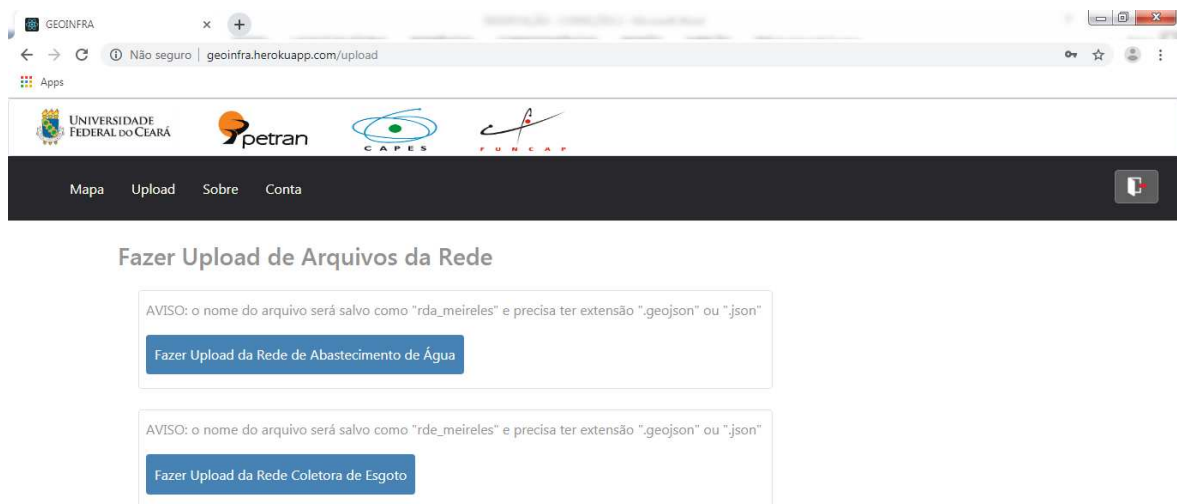 GEOINFRA
Não seguro | geoinfra.herokuapp.com/upload
Apps
UNIVERSIDADE
FEDERAL DO CEARÁ
petran
CAPES
FUNCAP
Mapa Upload Sobre Conta
Fazer Upload de Arquivos da Rede
AVISO: o nome do arquivo será salvo como "rda_meireles" e precisa ter extensão ".geojson" ou ".json"
Fazer Upload da Rede de Abastecimento de Água
AVISO: o nome do arquivo será salvo como "rde_meireles" e precisa ter extensão ".geojson" ou ".json"
Fazer Upload da Rede Coletora de Esgoto